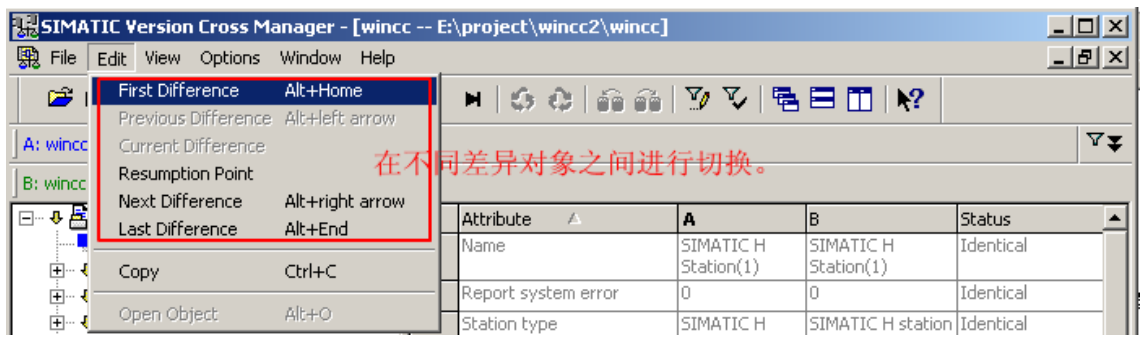 SIMATIC Version Cross Manager - [wincc -- E:\project\wincc2\wincc]
File Edit View Options Window Help
First Difference Alt+Home
Previous Difference Alt+left arrow
A: wincc
Current Difference
在不同差异对象之间进行切换。
B: wincc
Resumption Point
Next Difference Alt+right arrow
Last Difference Alt+End
Attribute A B Status
Name SIMATIC H Station(1) SIMATIC H Station(1) Identical
Copy Ctrl+C
Report system error 0 0 Identical
Open Object Alt+O
Station type SIMATIC H SIMATIC H station Identical